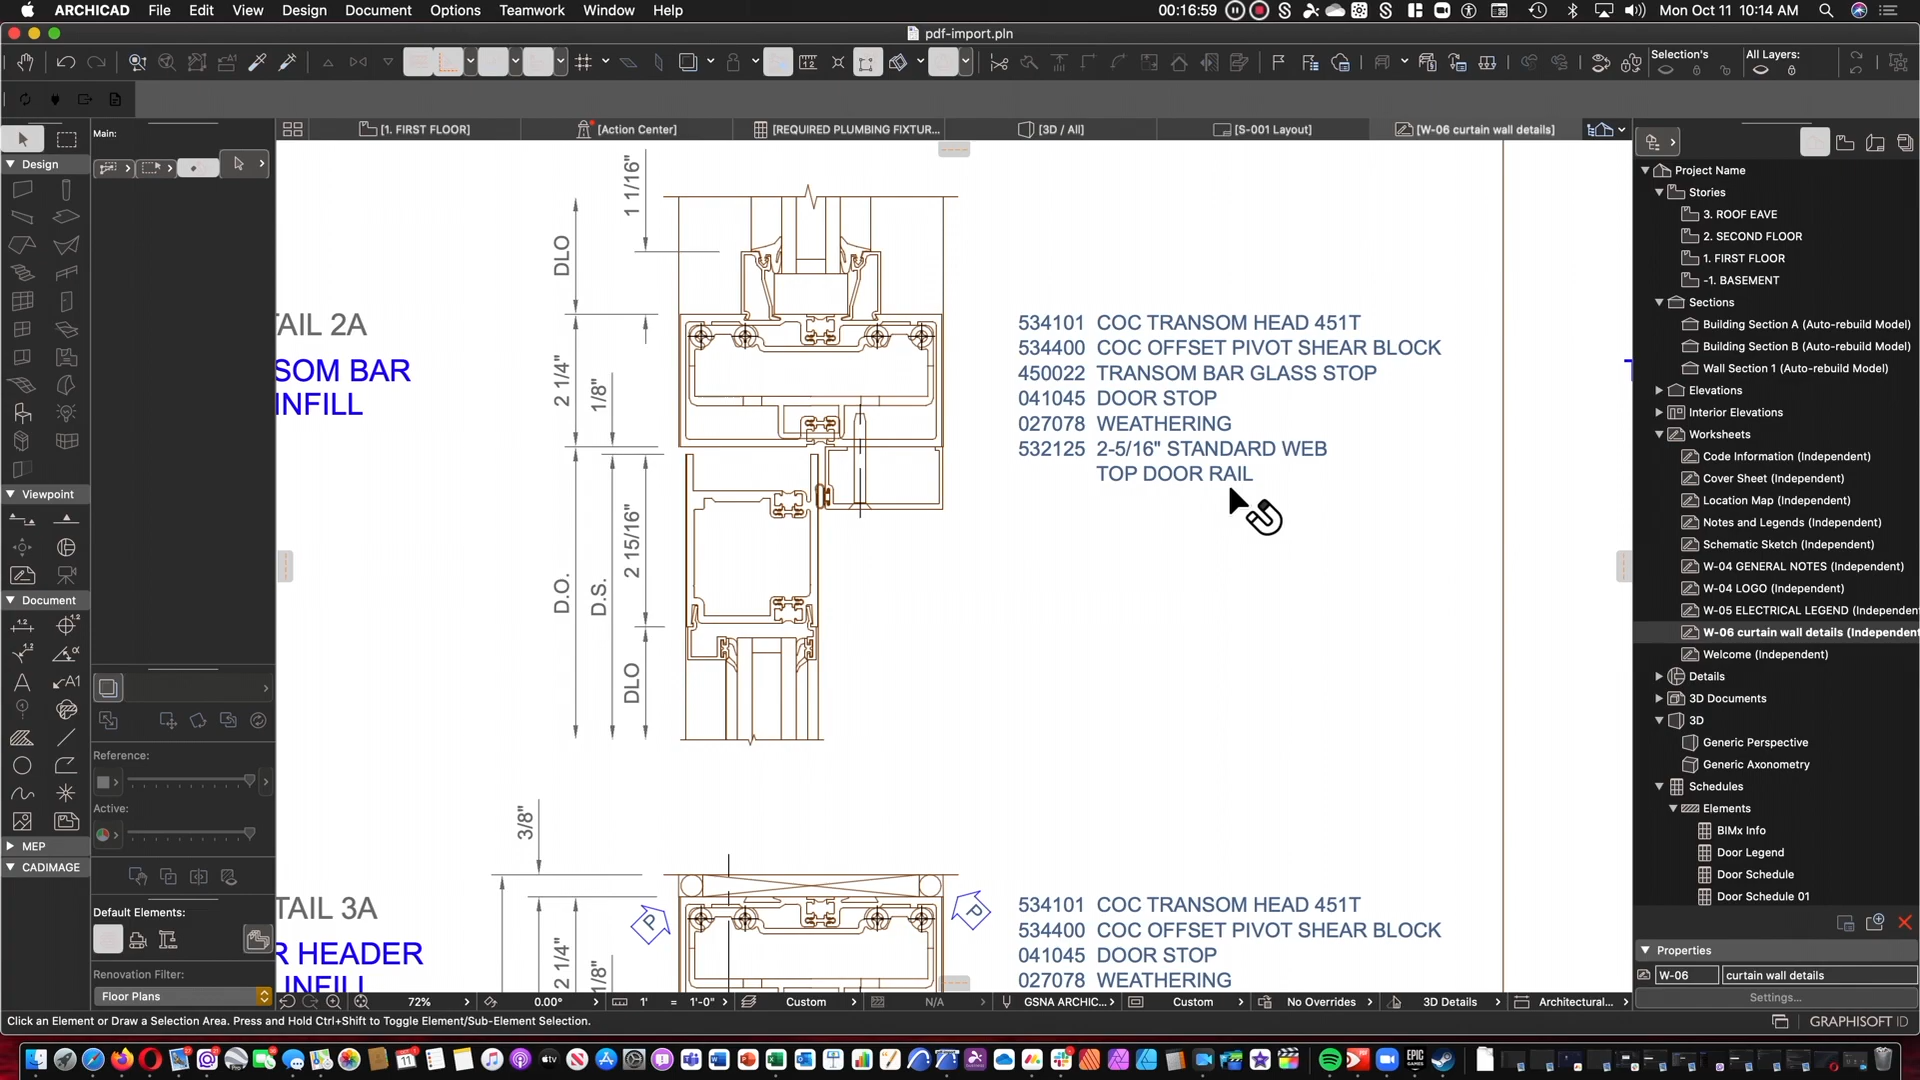 ARCHICAD File Edit View Design Document Options Teamwork Window Help
00:16:59
Mon Oct 11 10:14 AM
pdf-import.pln
Selection's
All Layers:
Main:
[1. FIRST FLOOR]
[Action Center]
[REQUIRED PLUMBING FIXTUR...
[3D / All]
[S-001 Layout]
[W-06 curtain wall details]
Design
Viewpoint
Document
MEP
CADIMAGE
Reference:
Active:
Default Elements:
Renovation Filter:
Floor Plans
TAIL 2A
SOM BAR
INFILL
DLO
1 1/16"
2 1/4"
1/8"
D.O.
D.S.
2 15/16"
DLO
534101 COC TRANSOM HEAD 451T
534400 COC OFFSET PIVOT SHEAR BLOCK
450022 TRANSOM BAR GLASS STOP
041045 DOOR STOP
027078 WEATHERING
532125 2-5/16" STANDARD WEB
TOP DOOR RAIL
TAIL 3A
R HEADER
INFILL
3/8"
2 1/4"
1/8"
P
P
534101 COC TRANSOM HEAD 451T
534400 COC OFFSET PIVOT SHEAR BLOCK
041045 DOOR STOP
027078 WEATHERING
Project Name
Stories
3. ROOF EAVE
2. SECOND FLOOR
1. FIRST FLOOR
-1. BASEMENT
Sections
Building Section A (Auto-rebuild Model)
Building Section B (Auto-rebuild Model)
Wall Section 1 (Auto-rebuild Model)
Elevations
Interior Elevations
Worksheets
Code Information (Independent)
Cover Sheet (Independent)
Location Map (Independent)
Notes and Legends (Independent)
Schematic Sketch (Independent)
W-04 GENERAL NOTES (Independent)
W-04 LOGO (Independent)
W-05 ELECTRICAL LEGEND (Independent
W-06 curtain wall details (Independent
Welcome (Independent)
Details
3D Documents
3D
Generic Perspective
Generic Axonometry
Schedules
Elements
BIMx Info
Door Legend
Door Schedule
Door Schedule 01
Properties
W-06 curtain wall details
Settings...
72% 0.00° 1' = 1'-0" Custom N/A GSNA ARCHIC... Custom No Overrides 3D Details Architectural...
Click an Element or Draw a Selection Area. Press and Hold Ctrl+Shift to Toggle Element/Sub-Element Selection.
GRAPHISOFT ID